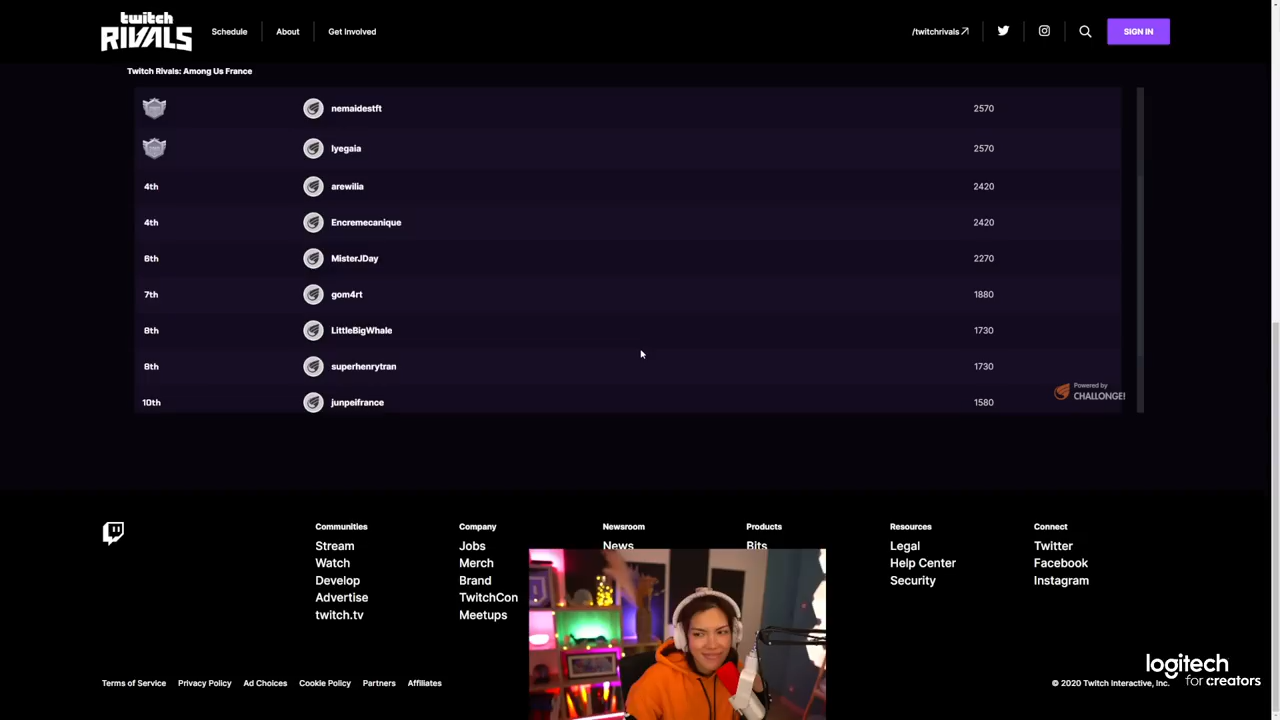 twitch
RIVALS
Schedule
About
Get Involved
/twitchrivals
SIGN IN
Twitch Rivals: Among Us France
nemaidestft 2570
lyegaia 2570
4th arewilia 2420
4th Encremecanique 2420
6th MisterJDay 2270
7th gom4rt 1880
8th LittleBigWhale 1730
8th superhenrytran 1730
10th junpeifrance 1580
Powered by
CHALLONGE!
Communities
Stream
Watch
Develop
Advertise
twitch.tv
Company
Jobs
Merch
Brand
TwitchCon
Meetups
Newsroom
News
Products
Bits
Resources
Legal
Help Center
Security
Connect
Twitter
Facebook
Instagram
Terms of Service
Privacy Policy
Ad Choices
Cookie Policy
Partners
Affiliates
© 2020 Twitch Interactive, Inc.
logitech
for creators